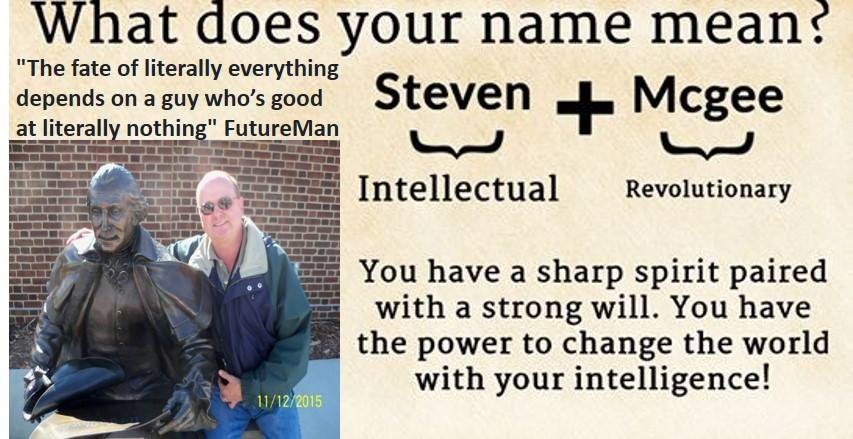 What does your name mean?
"The fate of literally everything
depends on a guy who’s good
at literally nothing" FutureMan
Steven + Mcgee
Intellectual Revolutionary
You have a sharp spirit paired
with a strong will. You have
the power to change the world
with your intelligence!
11/12/2015